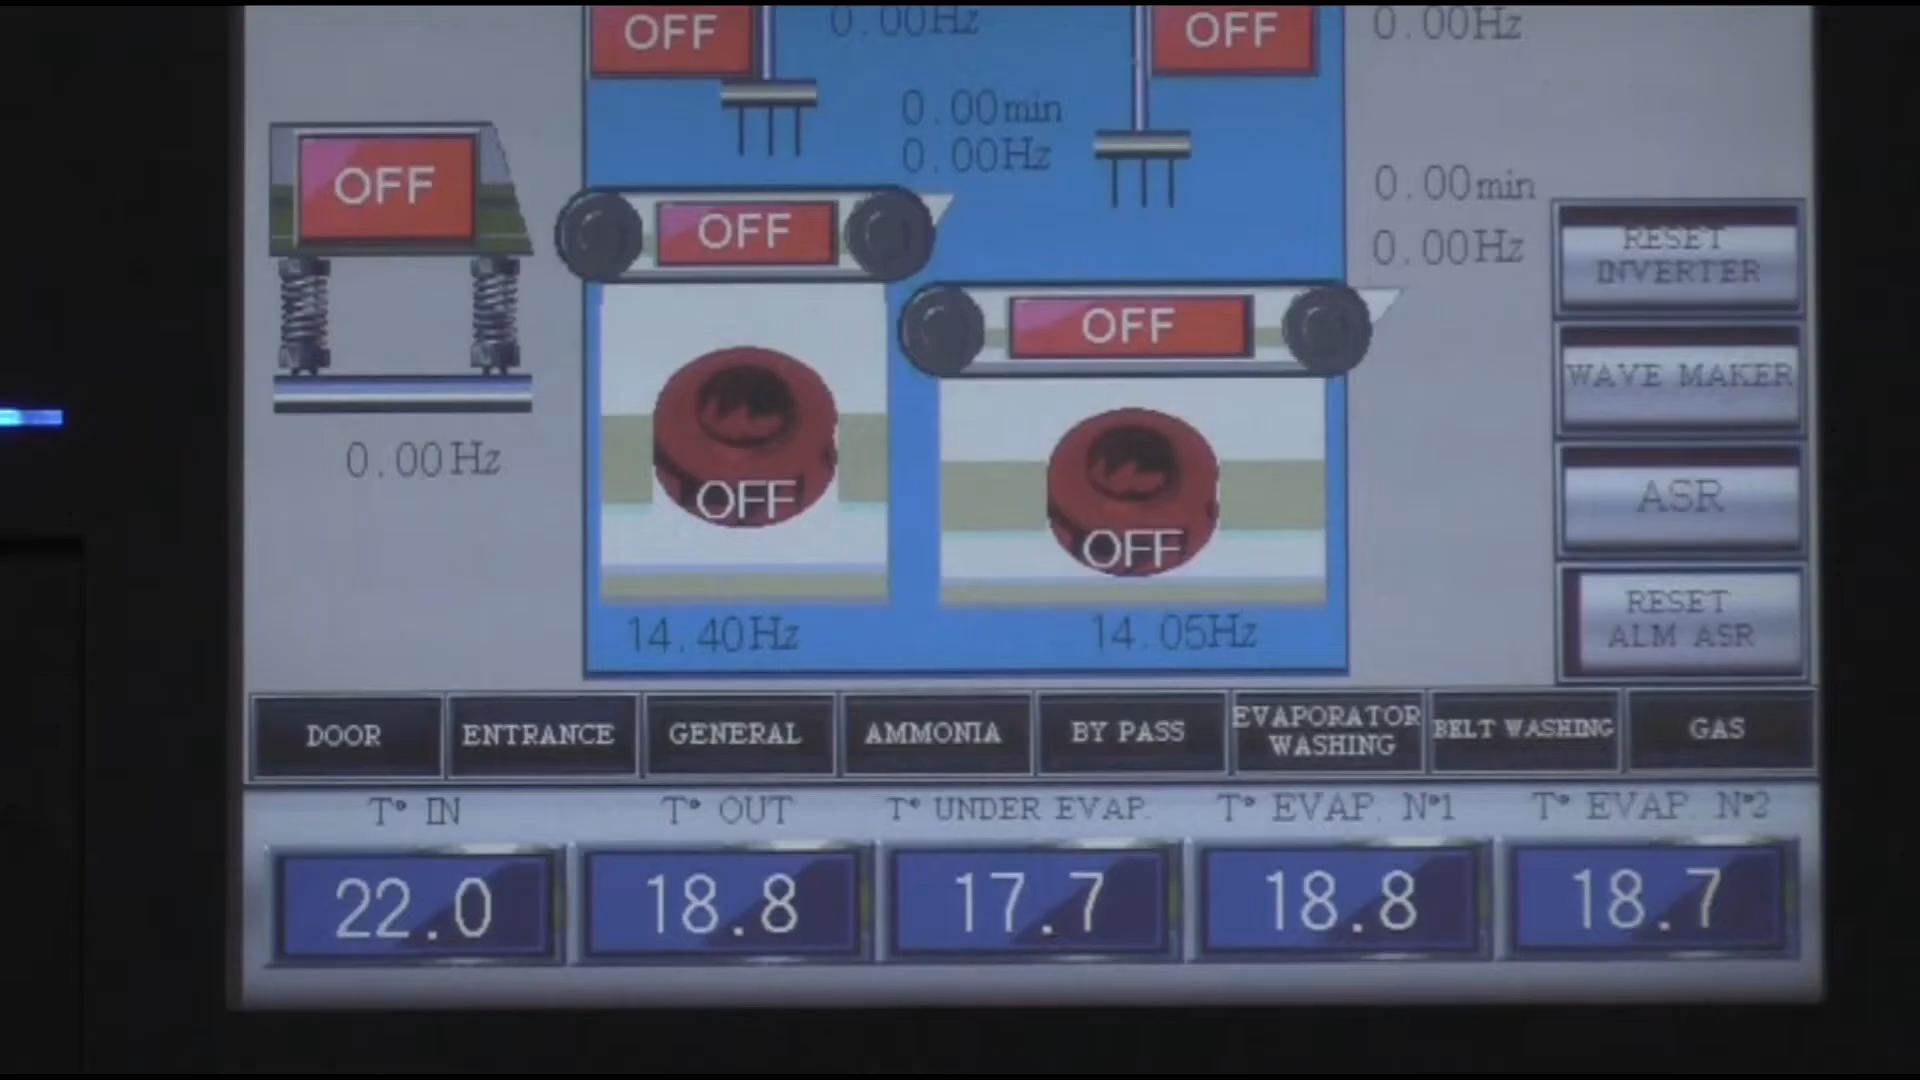 OFF
0.00Hz
OFF
0.00Hz
0.00min
0.00Hz
OFF
OFF
0.00min
0.00Hz
RESET
INVERTER
OFF
WAVE MAKER
0.00Hz
OFF
ASR
OFF
RESET
ALM ASR
14.40Hz
14.05Hz
DOOR
ENTRANCE
GENERAL
AMMONIA
BY PASS
EVAPORATOR
WASHING
BELT WASHING
GAS
T° IN
T° OUT
T° UNDER EVAP.
T° EVAP. N°1
T° EVAP. N°2
22.0
18.8
17.7
18.8
18.7